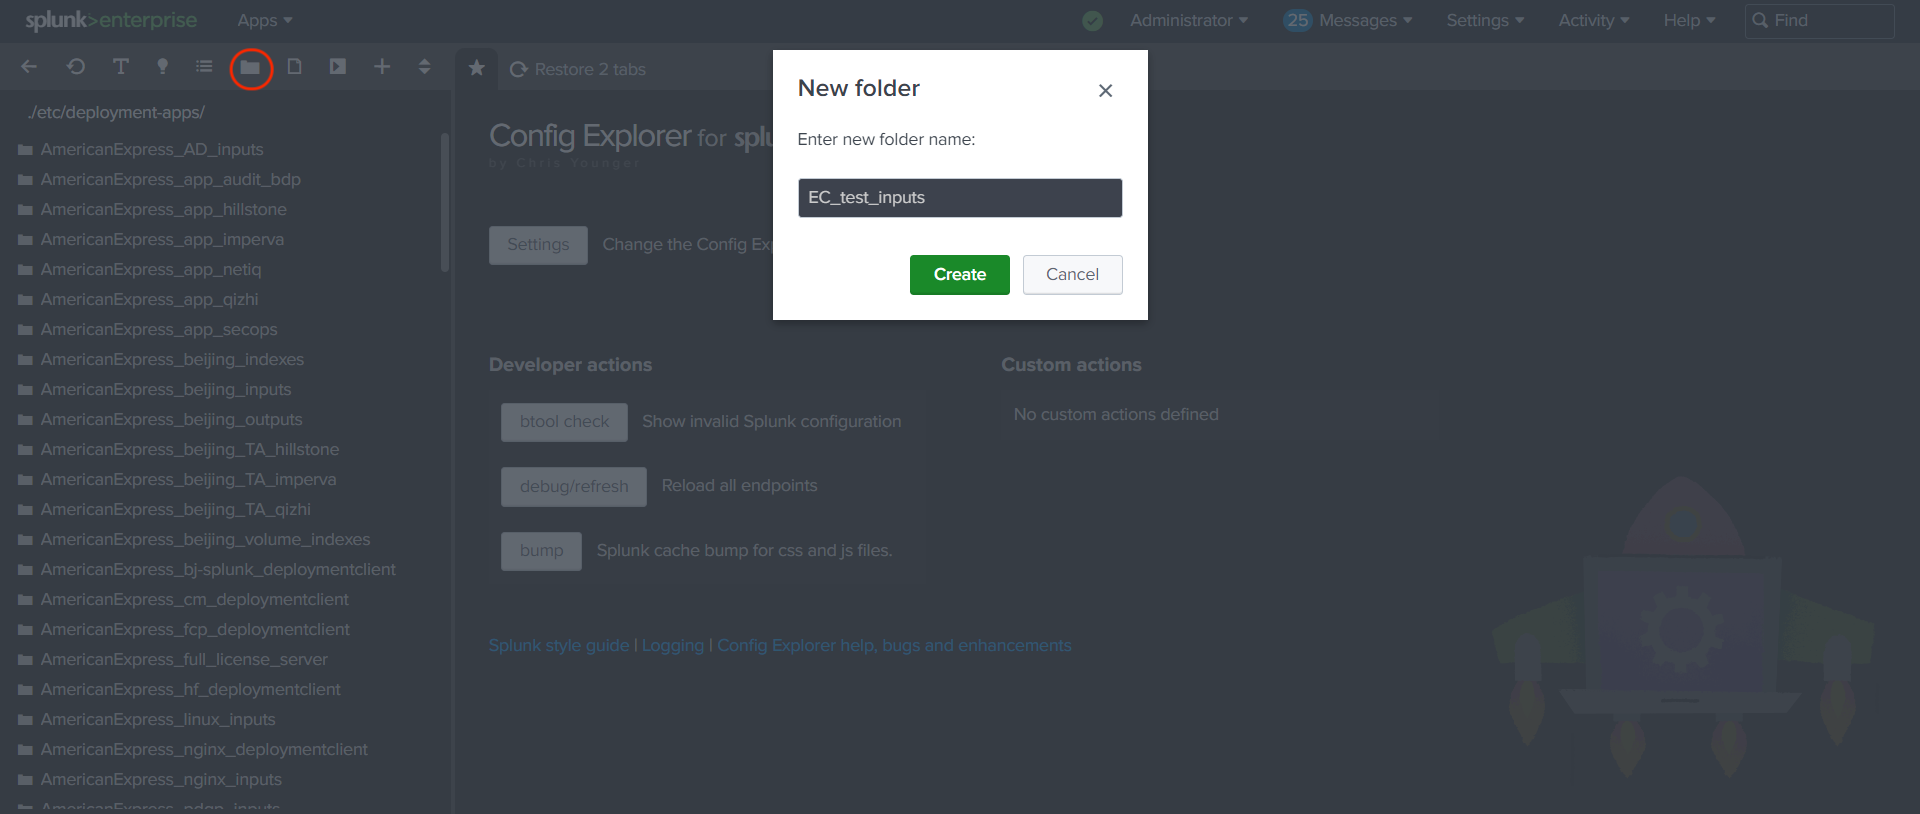 splunk>enterprise Apps Administrator 25 Messages Settings Activity Help Find
Restore 2 tabs
./etc/deployment-apps/
AmericanExpress_AD_inputs
AmericanExpress_app_audit_bdp
AmericanExpress_app_hillstone
AmericanExpress_app_imperva
AmericanExpress_app_netiq
AmericanExpress_app_qizhi
AmericanExpress_app_secops
AmericanExpress_beijing_indexes
AmericanExpress_beijing_inputs
AmericanExpress_beijing_outputs
AmericanExpress_beijing_TA_hillstone
AmericanExpress_beijing_TA_imperva
AmericanExpress_beijing_TA_qizhi
AmericanExpress_beijing_volume_indexes
AmericanExpress_bj-splunk_deploymentclient
AmericanExpress_cm_deploymentclient
AmericanExpress_fcp_deploymentclient
AmericanExpress_full_license_server
AmericanExpress_hf_deploymentclient
AmericanExpress_linux_inputs
AmericanExpress_nginx_deploymentclient
AmericanExpress_nginx_inputs
Config Explorer for splu
by Chris Younger
Settings Change the Config Exp
New folder
Enter new folder name:
EC_test_inputs
Create Cancel
Developer actions
btool check Show invalid Splunk configuration
debug/refresh Reload all endpoints
bump Splunk cache bump for css and js files.
Custom actions
No custom actions defined
Splunk style guide | Logging | Config Explorer help, bugs and enhancements